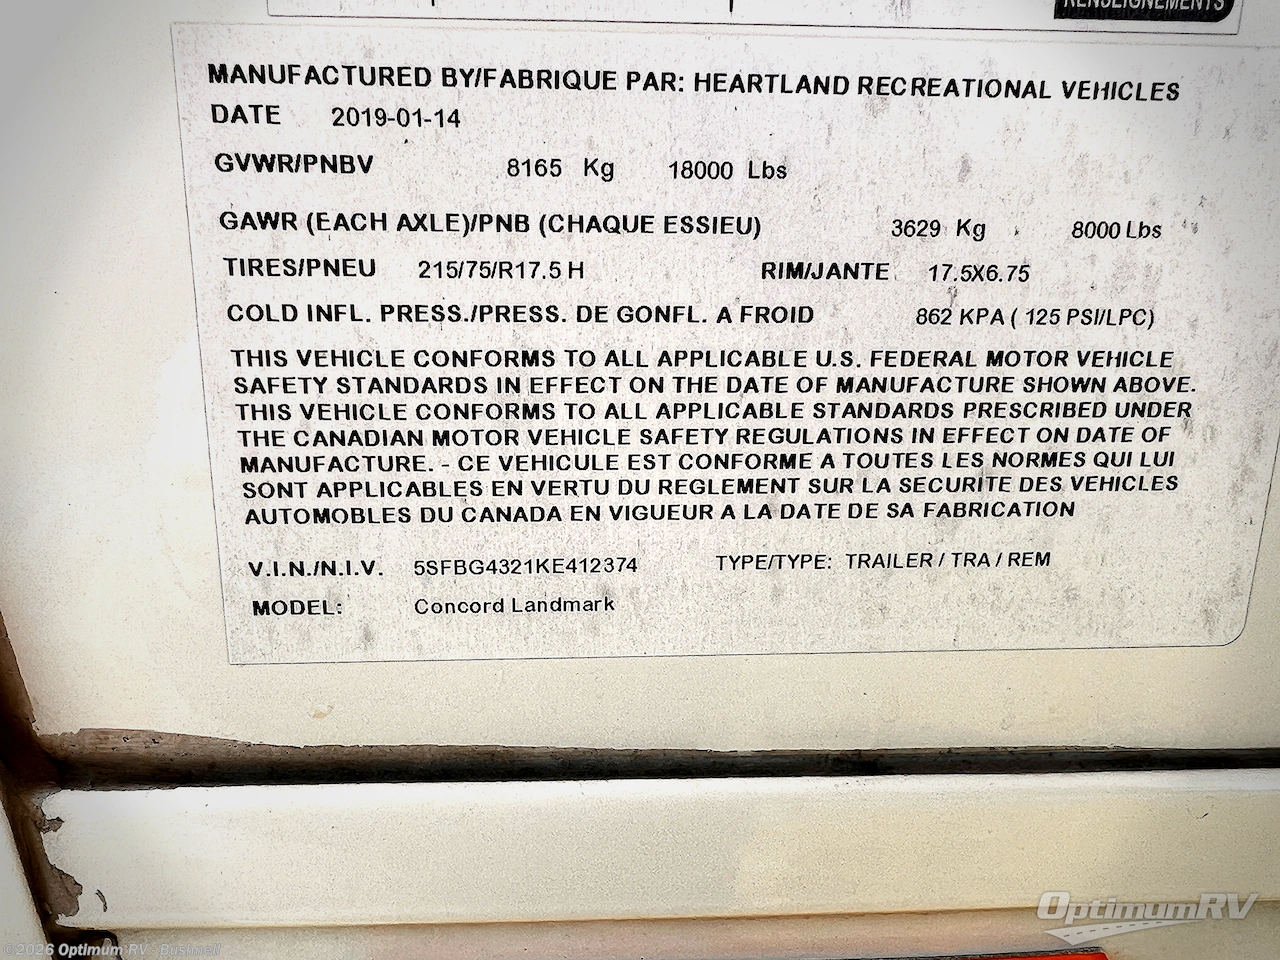 RENSEIGNEMENTS
MANUFACTURED BY/FABRIQUE PAR: HEARTLAND RECREATIONAL VEHICLES
DATE 2019-01-14
GVWR/PNBV 8165 Kg 18000 Lbs
GAWR (EACH AXLE)/PNB (CHAQUE ESSIEU) 3629 Kg 8000 Lbs
TIRES/PNEU 215/75/R17.5 H RIM/JANTE 17.5X6.75
COLD INFL. PRESS./PRESS. DE GONFL. A FROID 862 KPA ( 125 PSI/LPC)
THIS VEHICLE CONFORMS TO ALL APPLICABLE U.S. FEDERAL MOTOR VEHICLE
SAFETY STANDARDS IN EFFECT ON THE DATE OF MANUFACTURE SHOWN ABOVE.
THIS VEHICLE CONFORMS TO ALL APPLICABLE STANDARDS PRESCRIBED UNDER
THE CANADIAN MOTOR VEHICLE SAFETY REGULATIONS IN EFFECT ON DATE OF
MANUFACTURE. - CE VEHICULE EST CONFORME A TOUTES LES NORMES QUI LUI
SONT APPLICABLES EN VERTU DU REGLEMENT SUR LA SECURITE DES VEHICLES
AUTOMOBLES DU CANADA EN VIGUEUR A LA DATE DE SA FABRICATION
V.I.N./N.I.V. 5SFBG4321KE412374 TYPE/TYPE: TRAILER / TRA / REM
MODEL: Concord Landmark
OptimumRV
©2026 Optimum RV - Bushnell